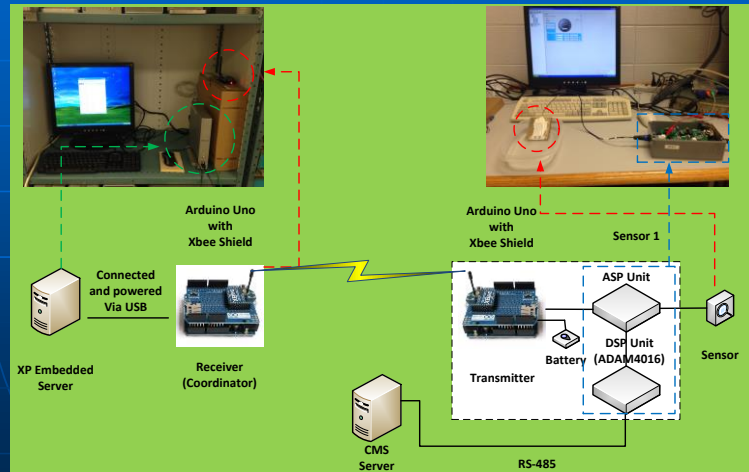 Arduino Uno
with
Xbee Shield
Arduino Uno
with
Xbee Shield
Sensor 1
Connected
and powered
Via USB
ASP Unit
DSP Unit
(ADAM4016)
Battery
Sensor
XP Embedded
Server
Receiver
(Coordinator)
Transmitter
CMS
Server
RS-485